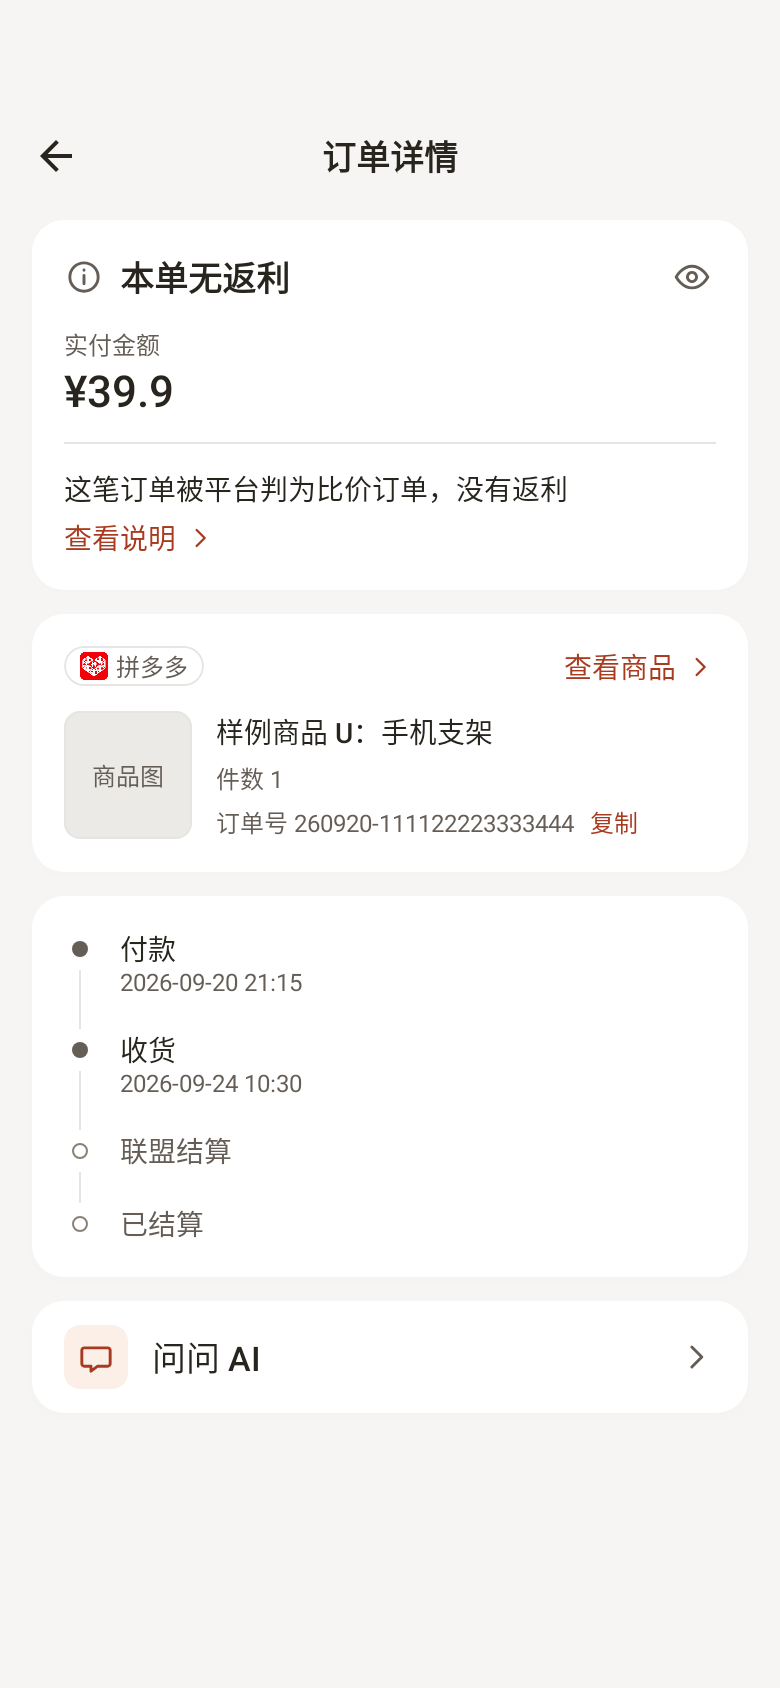 订单详情
本单无返利
实付金额
¥39.9
这笔订单被平台判为比价订单，没有返利
查看说明
拼多多
查看商品
商品图
样例商品 U：手机支架
件数 1
订单号 260920-111122223333444 复制
付款
2026-09-20 21:15
收货
2026-09-24 10:30
联盟结算
已结算
问问 AI